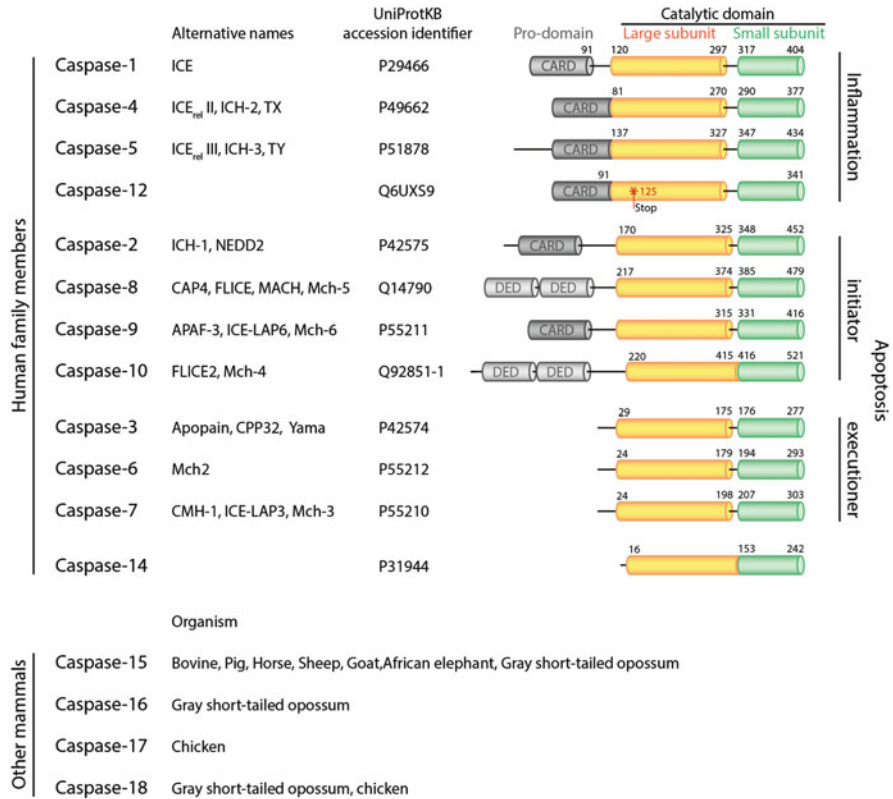 UniProtKB Catalytic domain
Alternative names accession identifier Pro-domain Large subunit Small subunit
91 120 297 317 404
Caspase-1 ICE P29466 CARD
81 270 290 377
Caspase-4 ICErel II, ICH-2, TX P49662 CARD
137 327 347 434
Caspase-5 ICErel III, ICH-3, TY P51878 CARD
91 341
Caspase-12 Q6UXS9 CARD *125
Stop
Inflammation
170 325 348 452
Caspase-2 ICH-1, NEDD2 P42575 CARD
217 374 385 479
Caspase-8 CAP4, FLICE, MACH, Mch-5 Q14790 DED DED
315 331 416
Caspase-9 APAF-3, ICE-LAP6, Mch-6 P55211 CARD
220 415 416 521
Caspase-10 FLICE2, Mch-4 Q92851-1 DED DED
initiator
29 175 176 277
Caspase-3 Apopain, CPP32, Yama P42574
24 179 194 293
Caspase-6 Mch2 P55212
24 198 207 303
Caspase-7 CMH-1, ICE-LAP3, Mch-3 P55210
executioner
Apoptosis
16 153 242
Caspase-14 P31944
Human family members
Organism
Caspase-15 Bovine, Pig, Horse, Sheep, Goat,African elephant, Gray short-tailed opossum
Caspase-16 Gray short-tailed opossum
Caspase-17 Chicken
Caspase-18 Gray short-tailed opossum, chicken
Other mammals